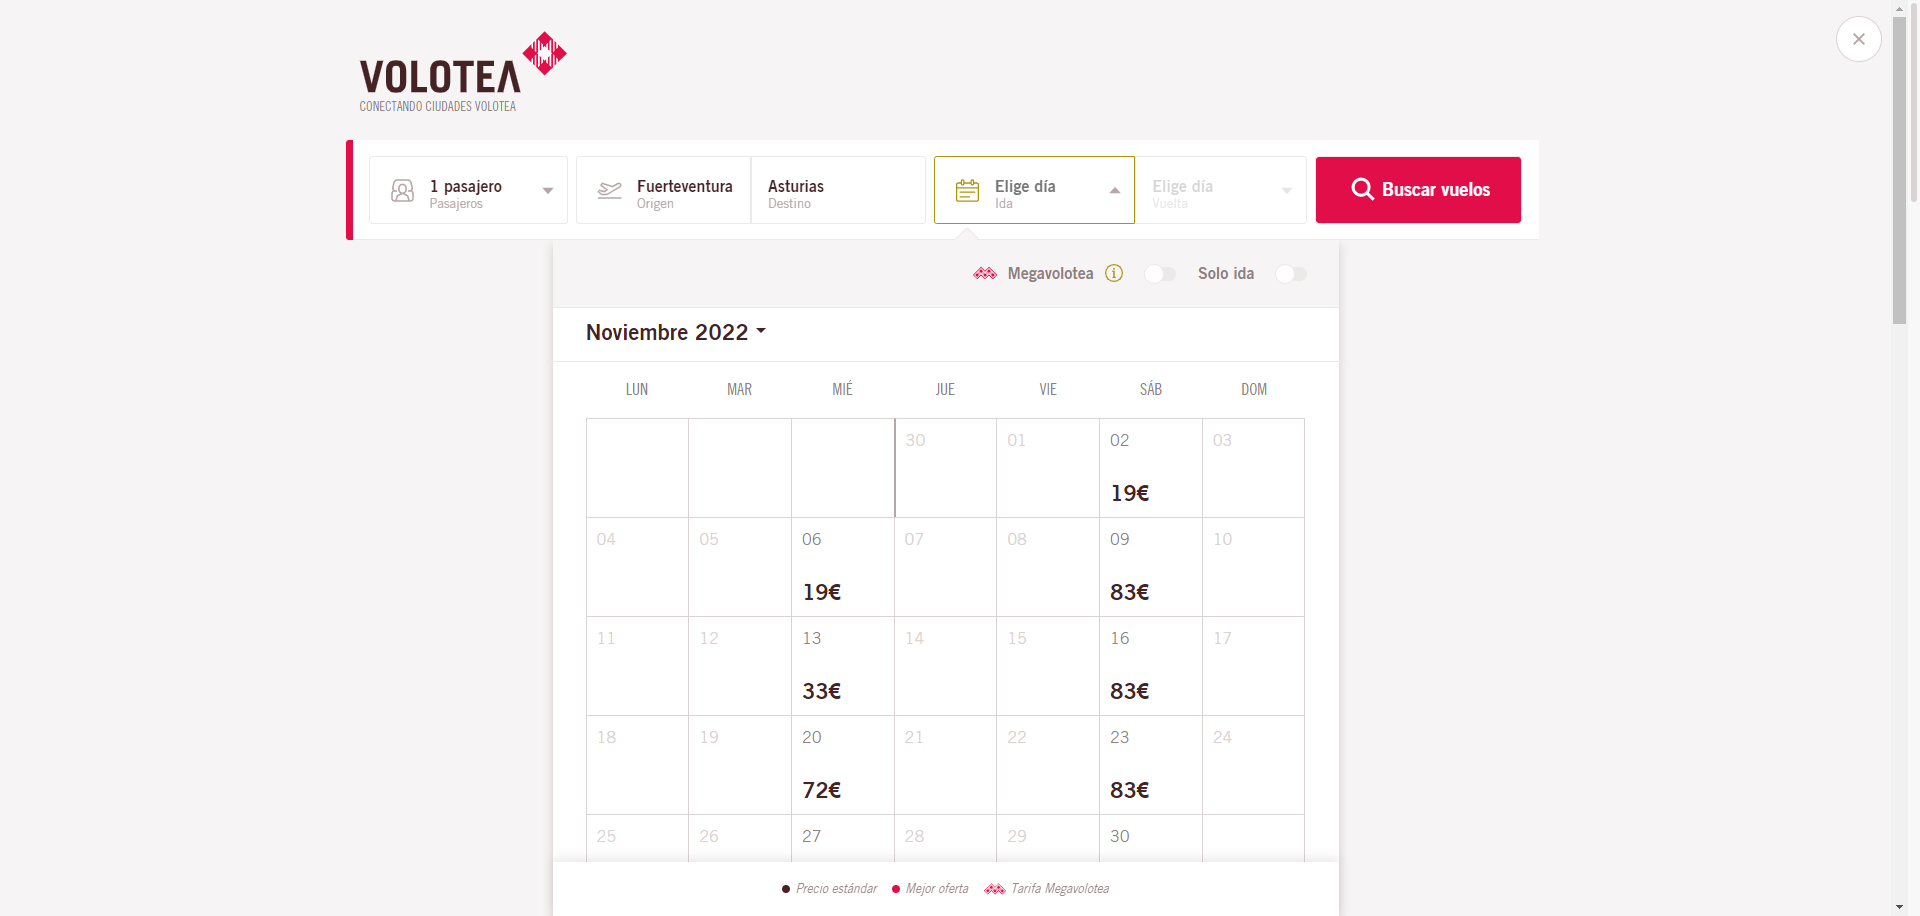 VOLOTEA
CONECTANDO CIUDADES VOLOTEA
1 pasajero
Pasajeros
Fuerteventura
Origen
Asturias
Destino
Elige día
Ida
Elige día
Vuelta
Buscar vuelos
Megavolotea
Solo ida
Noviembre 2022
LUN MAR MIÉ JUE VIE SÁB DOM
30 01 02 03
19€
04 05 06 07 08 09 10
19€ 83€
11 12 13 14 15 16 17
33€ 83€
18 19 20 21 22 23 24
72€ 83€
25 26 27 28 29 30
Precio estándar Mejor oferta Tarifa Megavolotea